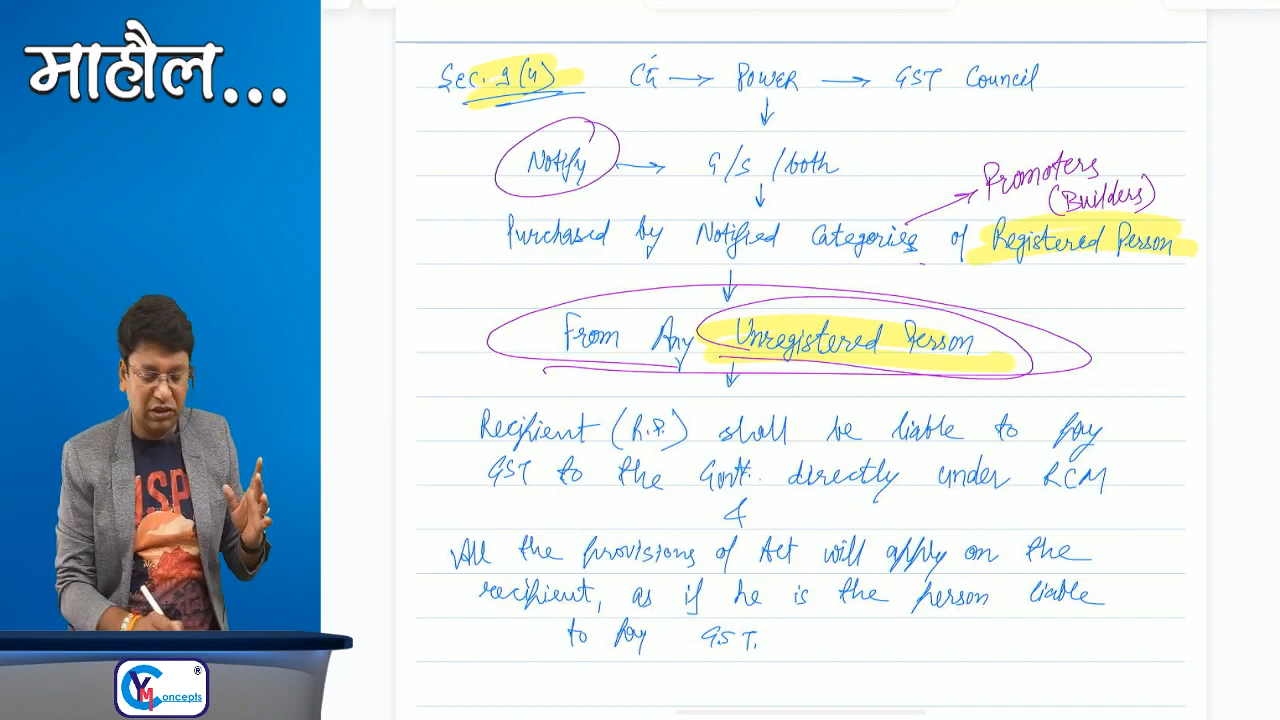 माहौल...
Sec. 9(4) CG → POWER → GST Council
↓
Notify → G/S /both
Promoters
(Builders)
↓
Purchased by Notified Categories of Registered Person
↓
From Any Unregistered Person
↓
Recipient (R.P.) shall be liable to pay
GST to the Govt. directly under RCM
&
All the provisions of Act will apply on the
recipient, as if he is the person liable
to pay GST.
CYM oncepts ®